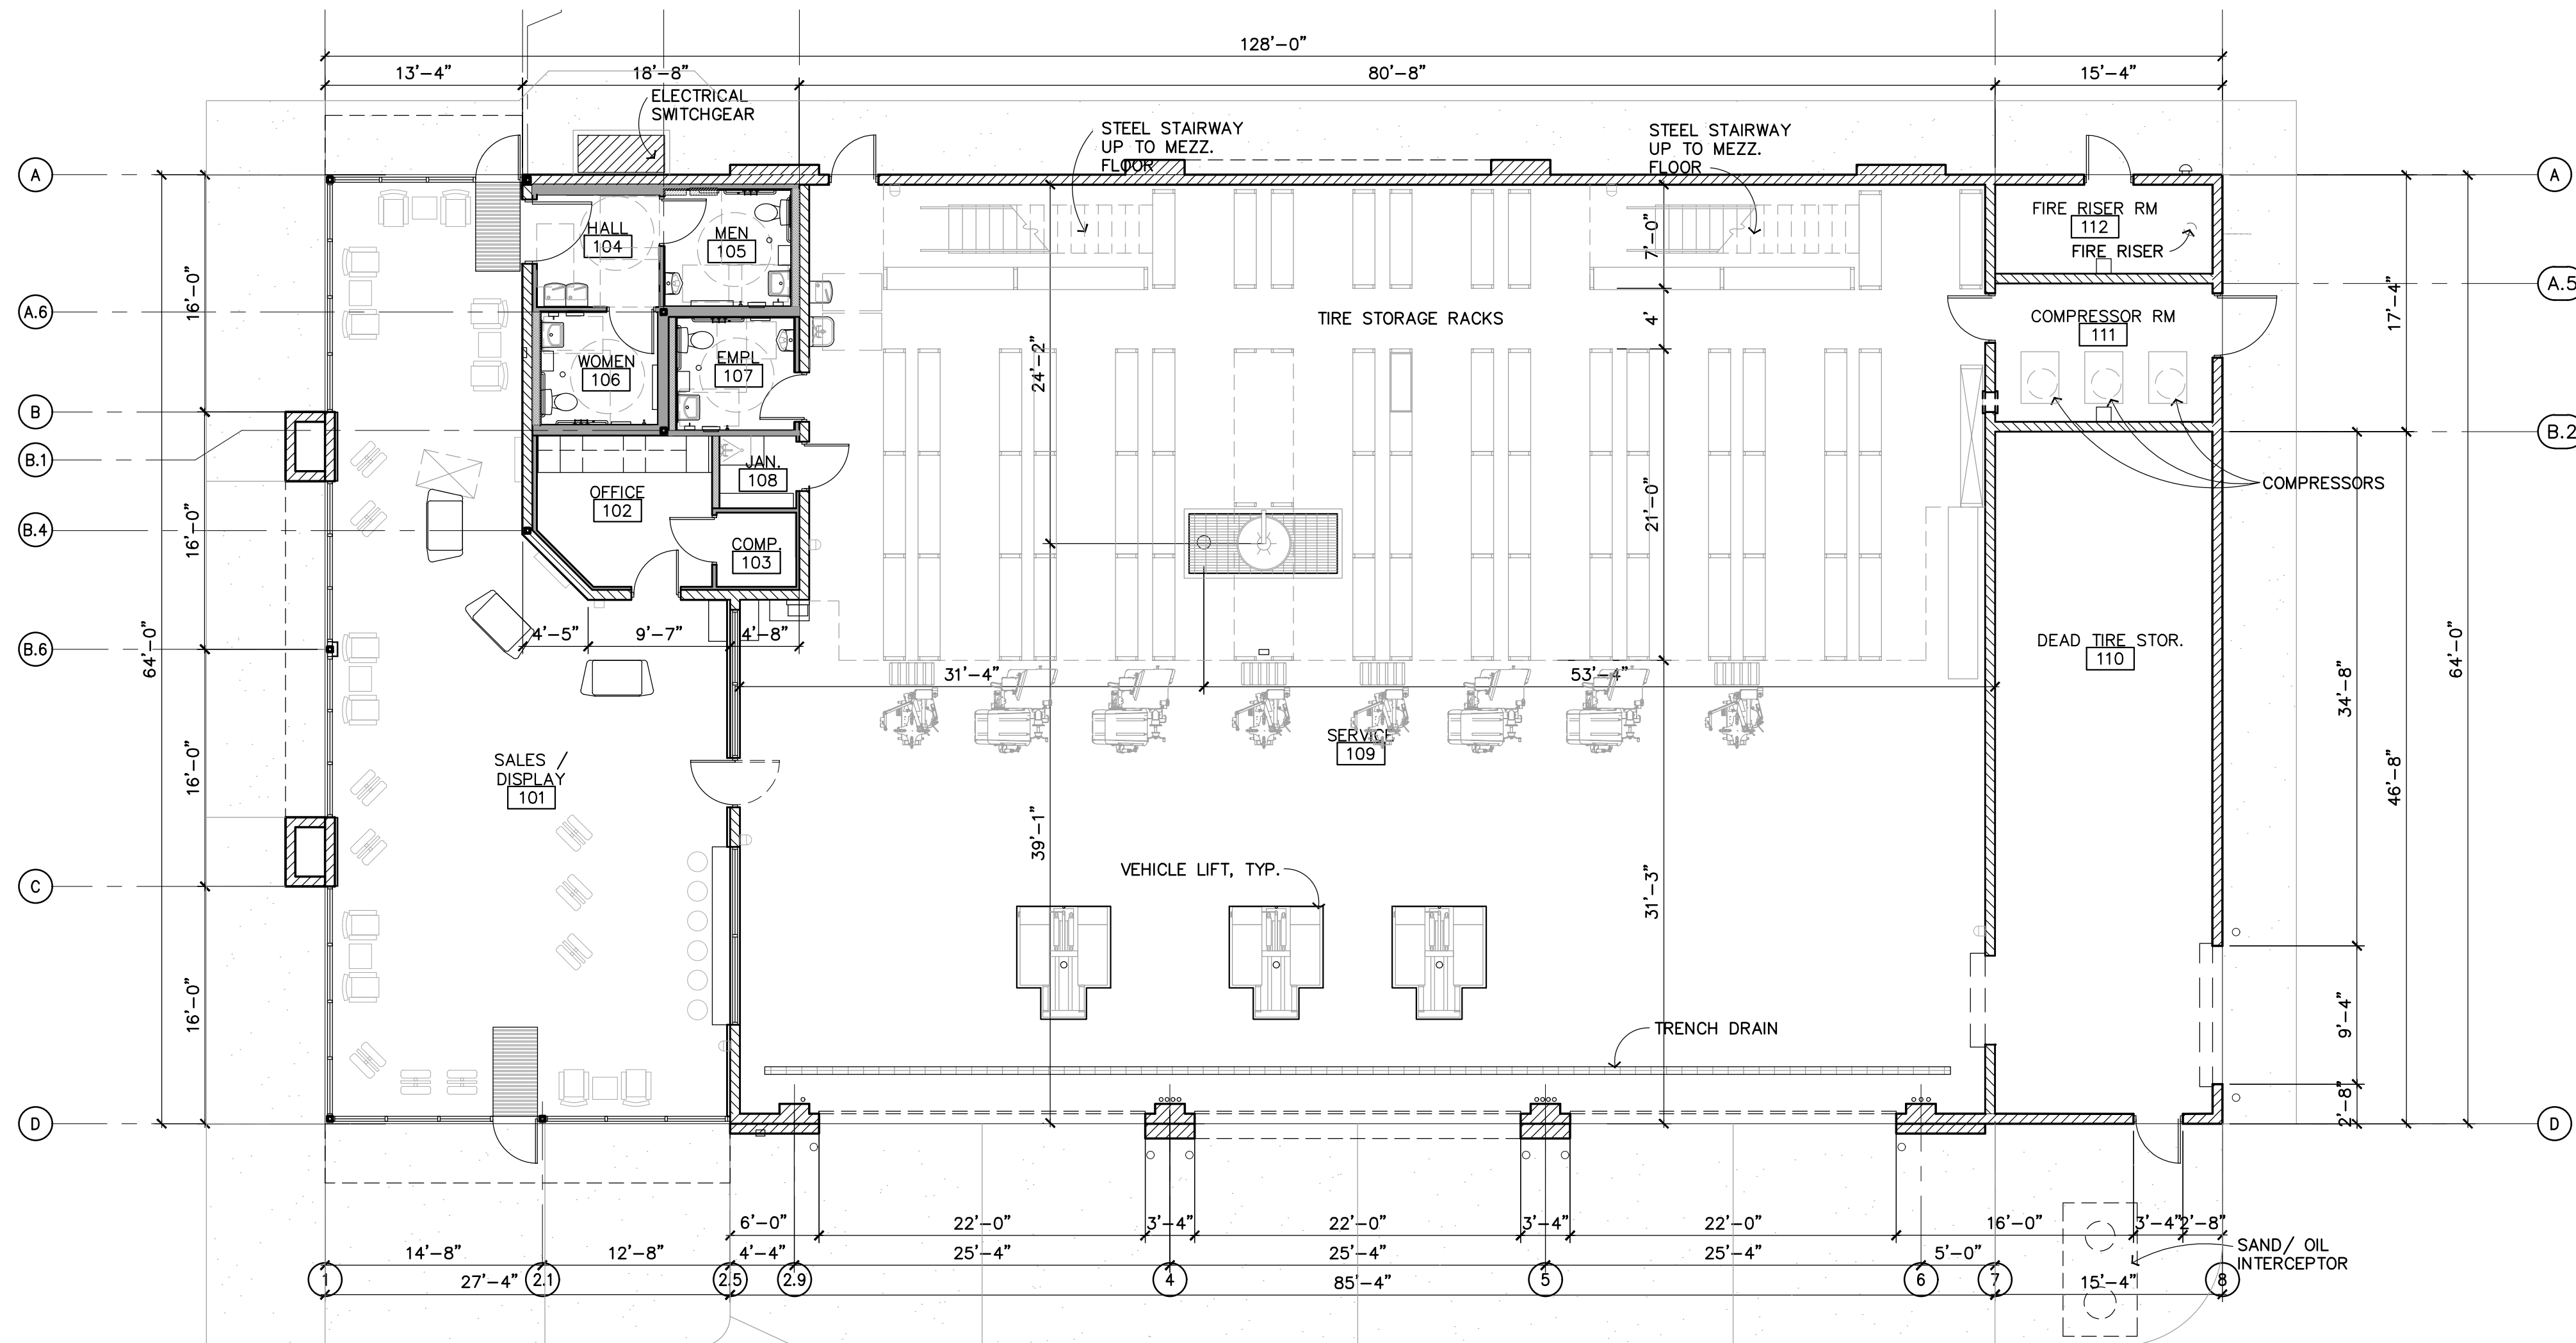 128'-0"
13'-4"
18'-8"
80'-8"
15'-4"
ELECTRICAL
SWITCHGEAR
STEEL STAIRWAY
UP TO MEZZ.
FLOOR
STEEL STAIRWAY
UP TO MEZZ.
FLOOR
A
A
HALL
104
MEN
105
FIRE RISER RM
112
FIRE RISER
7'-0"
16'-0"
A.6
A.5
TIRE STORAGE RACKS
4'
COMPRESSOR RM
111
17'-4"
24'-2"
WOMEN
106
EMPL
107
B
B.2
B.1
JAN.
108
COMPRESSORS
OFFICE
102
B.4
16'-0"
21'-0"
COMP.
103
4'-5"
9'-7"
4'-8"
B.6
64'-0"
DEAD TIRE STOR.
110
64'-0"
31'-4"
53'-4"
34'-8"
SERVICE
109
SALES /
DISPLAY
101
16'-0"
46'-8"
39'-1"
VEHICLE LIFT, TYP.
C
31'-3"
16'-0"
9'-4"
TRENCH DRAIN
2'-8"
D
D
6'-0"
22'-0"
3'-4"
22'-0"
3'-4"
22'-0"
16'-0"
3'-4"
2'-8"
14'-8"
12'-8"
4'-4"
25'-4"
25'-4"
25'-4"
5'-0"
SAND/ OIL
INTERCEPTOR
1
27'-4"
2.1
2.5
2.9
4
85'-4"
5
6
7
15'-4"
8